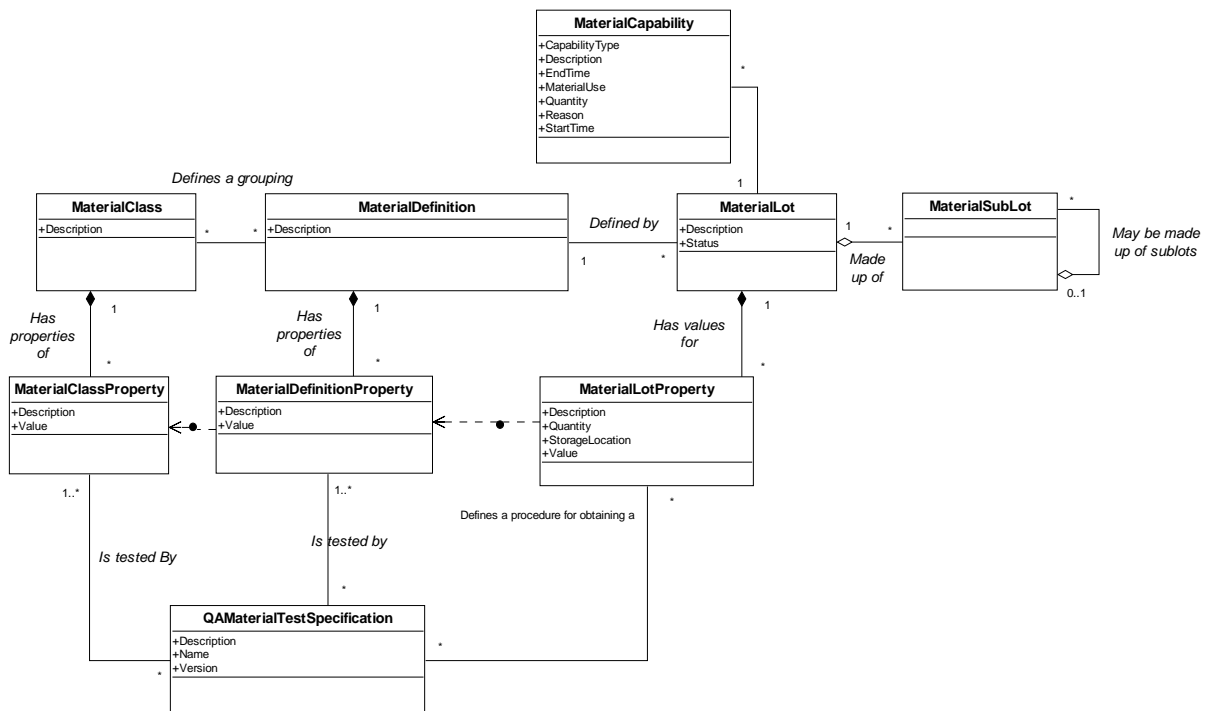 MaterialCapability
+CapabilityType
+Description
+EndTime
+MaterialUse
+Quantity
+Reason
+StartTime
*
1
Defines a grouping
MaterialClass
+Description
*
*
MaterialDefinition
+Description
Defined by
1
*
MaterialLot
+Description
+Status
1
*
Made
up of
MaterialSubLot
*
0..1
May be made
up of sublots
1
Has
properties
of
*
1
Has
properties
of
*
1
Has values
for
*
MaterialClassProperty
+Description
+Value
MaterialDefinitionProperty
+Description
+Value
MaterialLotProperty
+Description
+Quantity
+StorageLocation
+Value
1..*
1..*
*
Defines a procedure for obtaining a
Is tested By
Is tested by
*
QAMaterialTestSpecification
+Description
+Name
+Version
*
*